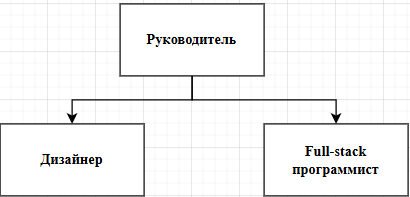 Руководитель
Дизайнер
Full-stack
программист